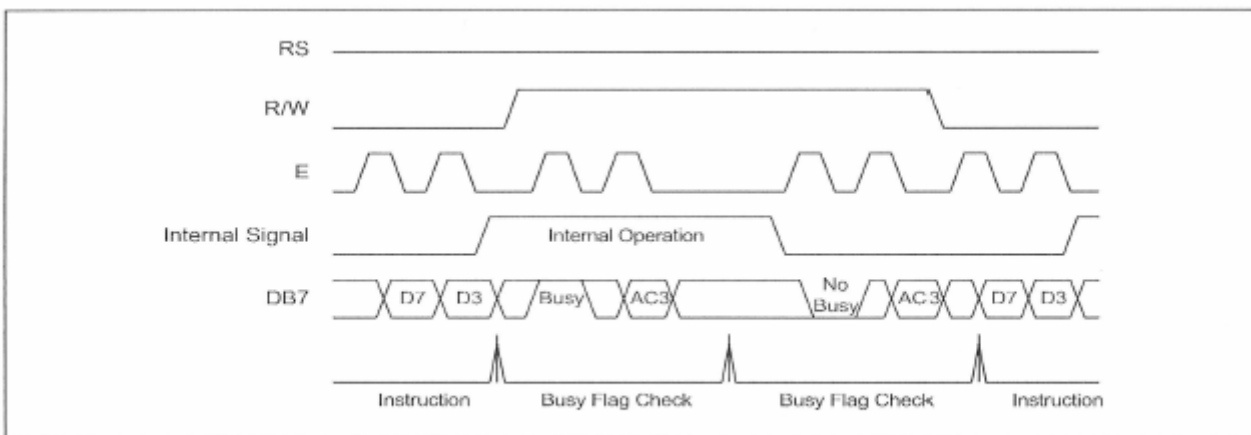 RS
R/W
E
Internal Signal Internal Operation
DB7 D7 D3 Busy AC3 No Busy AC3 D7 D3
Instruction Busy Flag Check Busy Flag Check Instruction